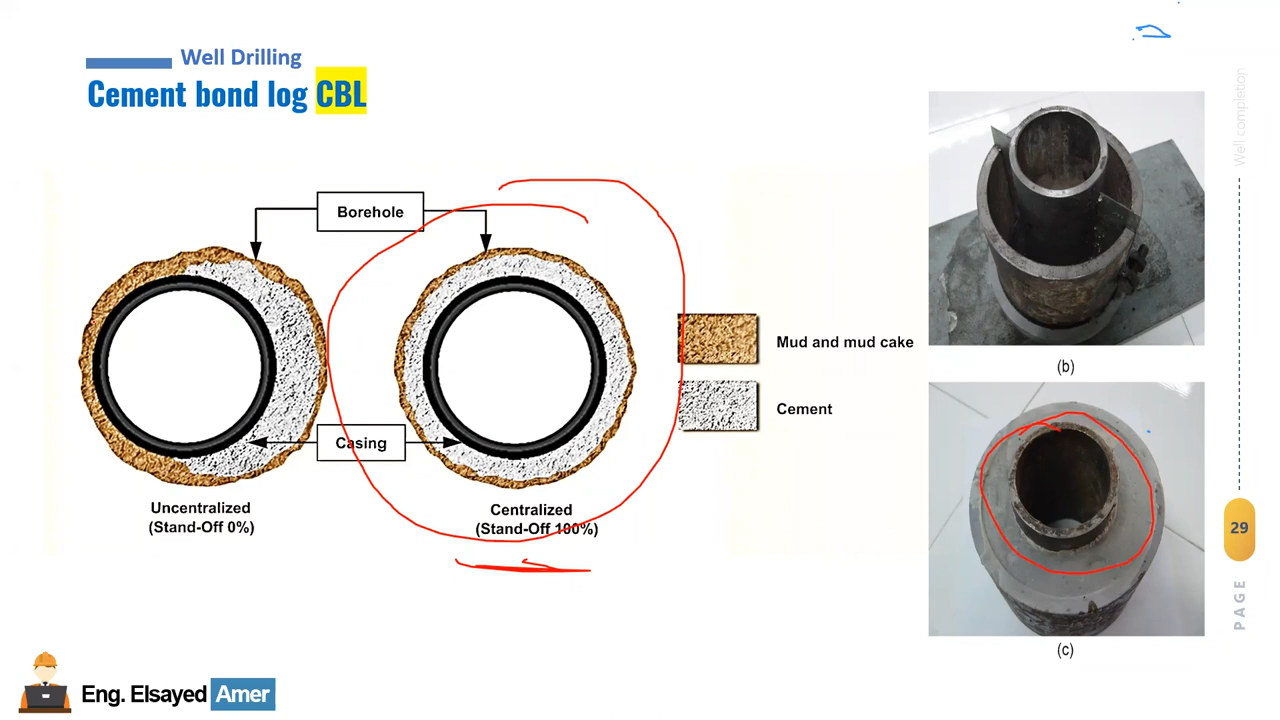 Well Drilling
Cement bond log CBL
Borehole
Mud and mud cake
Cement
Casing
Uncentralized
(Stand-Off 0%)
Centralized
(Stand-Off 100%)
(b)
(c)
Well completion
29
PAGE
Eng. Elsayed Amer